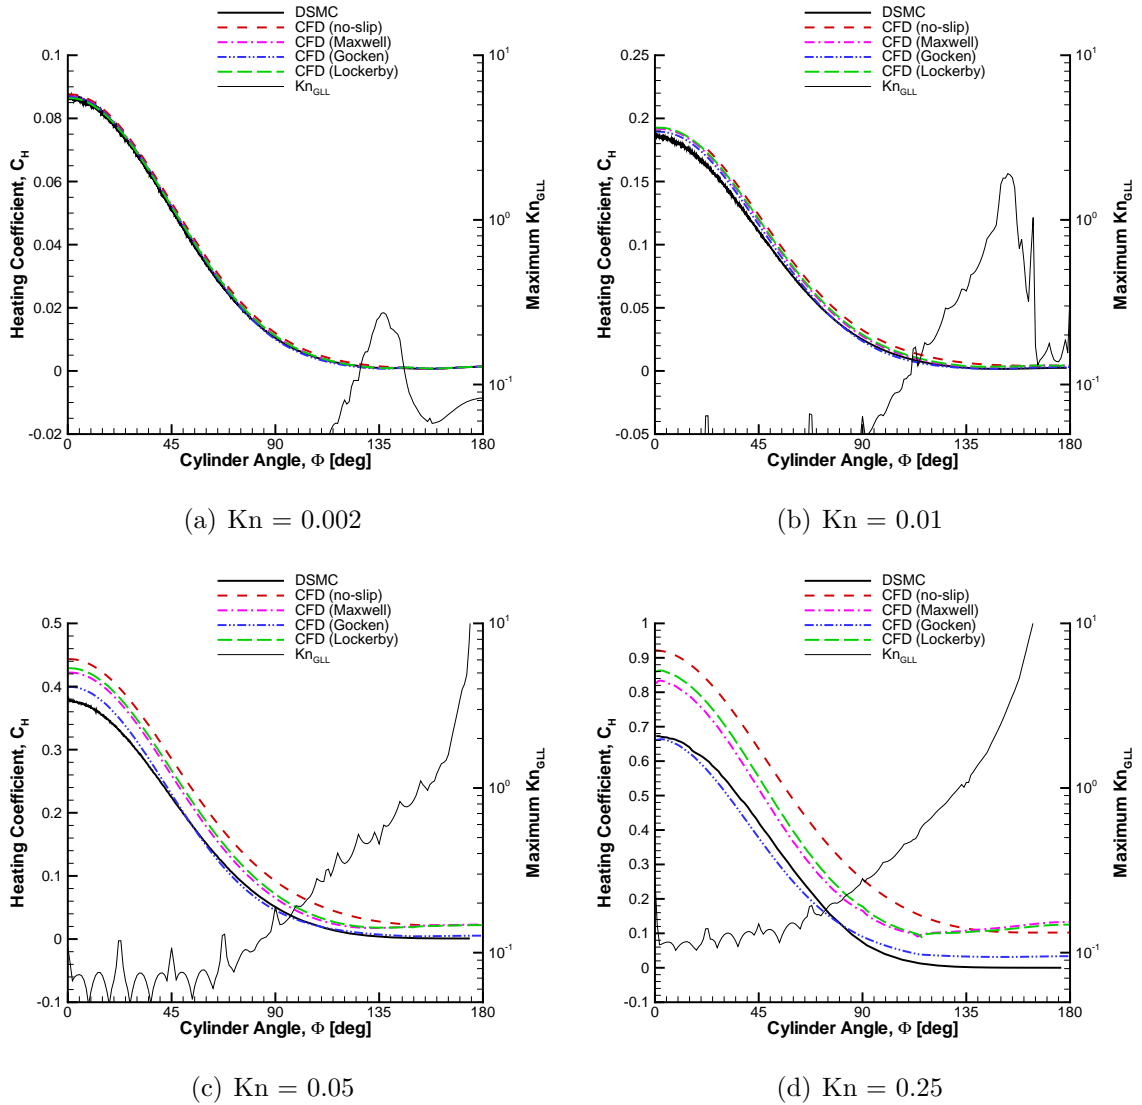 DSMC
CFD (no-slip)
CFD (Maxwell)
CFD (Gocken)
CFD (Lockerby)
Kn_GLL
Heating Coefficient, C_H
0.1
0.08
0.06
0.04
0.02
0
-0.02
0
45
90
135
180
Cylinder Angle, Φ [deg]
10^1
10^0
10^-1
Maximum Kn_GLL
(a) Kn = 0.002
DSMC
CFD (no-slip)
CFD (Maxwell)
CFD (Gocken)
CFD (Lockerby)
Kn_GLL
Heating Coefficient, C_H
0.25
0.2
0.15
0.1
0.05
0
-0.05
0
45
90
135
180
Cylinder Angle, Φ [deg]
10^1
10^0
10^-1
Maximum Kn_GLL
(b) Kn = 0.01
DSMC
CFD (no-slip)
CFD (Maxwell)
CFD (Gocken)
CFD (Lockerby)
Kn_GLL
Heating Coefficient, C_H
0.5
0.4
0.3
0.2
0.1
0
-0.1
0
45
90
135
180
Cylinder Angle, Φ [deg]
10^1
10^0
10^-1
Maximum Kn_GLL
(c) Kn = 0.05
DSMC
CFD (no-slip)
CFD (Maxwell)
CFD (Gocken)
CFD (Lockerby)
Kn_GLL
Heating Coefficient, C_H
1
0.9
0.8
0.7
0.6
0.5
0.4
0.3
0.2
0.1
0
-0.1
0
45
90
135
180
Cylinder Angle, Φ [deg]
10^1
10^0
10^-1
Maximum Kn_GLL
(d) Kn = 0.25